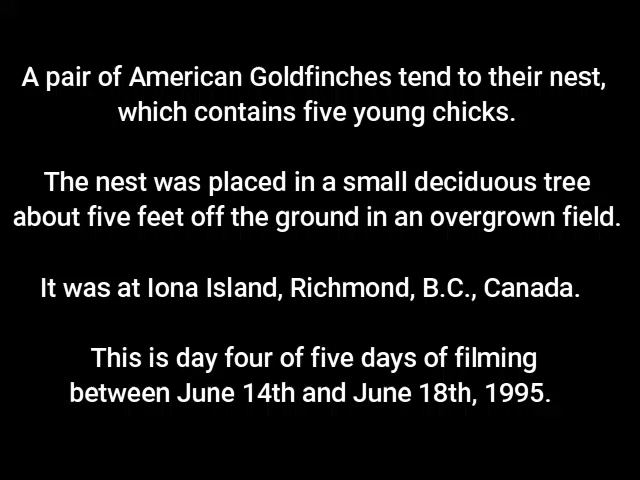 A pair of American Goldfinches tend to their nest,
which contains five young chicks.
The nest was placed in a small deciduous tree
about five feet off the ground in an overgrown field.
It was at Iona Island, Richmond, B.C., Canada.
This is day four of five days of filming
between June 14th and June 18th, 1995.